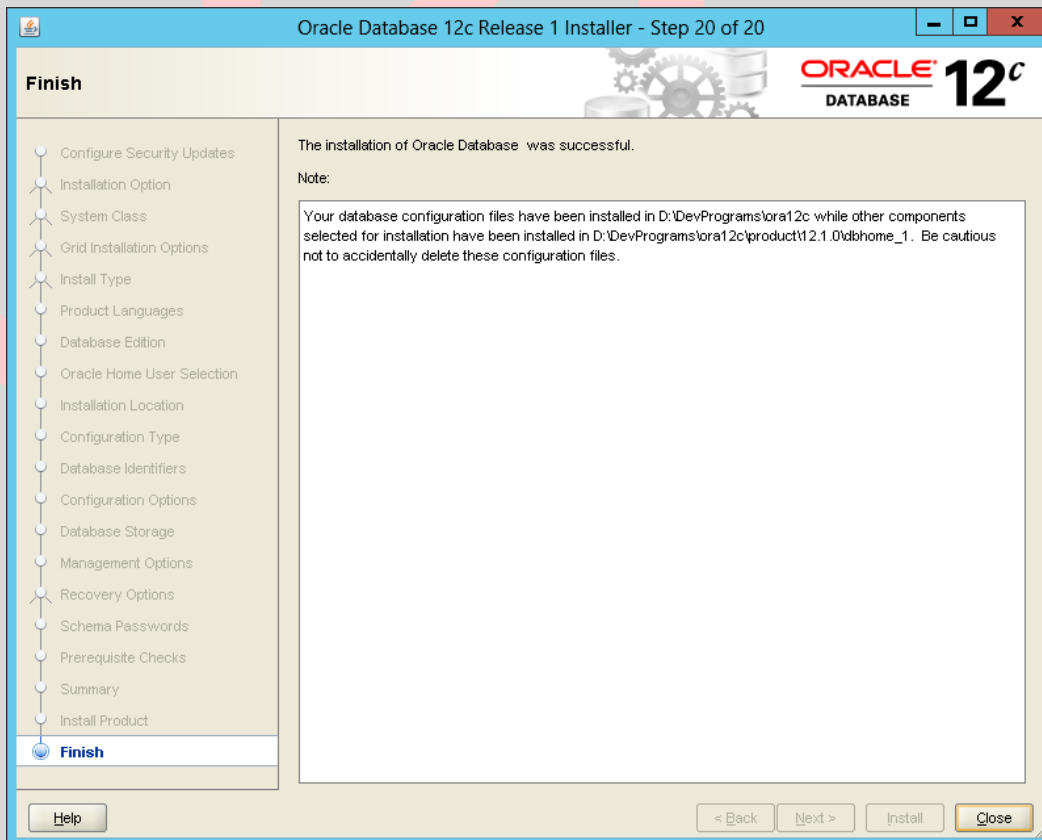 Oracle Database 12c Release 1 Installer - Step 20 of 20
Finish
ORACLE
DATABASE
12c
Configure Security Updates
Installation Option
System Class
Grid Installation Options
Install Type
Product Languages
Database Edition
Oracle Home User Selection
Installation Location
Configuration Type
Database Identifiers
Configuration Options
Database Storage
Management Options
Recovery Options
Schema Passwords
Prerequisite Checks
Summary
Install Product
Finish
The installation of Oracle Database  was successful.
Note:
Your database configuration files have been installed in D:\DevPrograms\ora12c while other components
selected for installation have been installed in D:\DevPrograms\ora12c\product\12.1.0\dbhome_1.  Be cautious
not to accidentally delete these configuration files.
Help
< Back
Next >
Install
Close